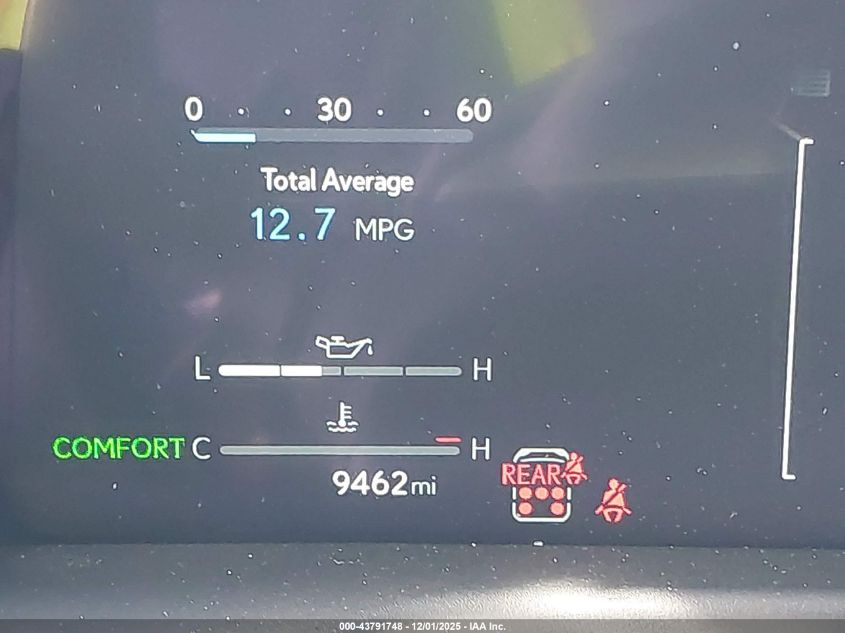 0 · · 30 · · 60
Total Average
12.7 MPG
L H
COMFORT C H
9462mi
REAR
000-43791748 - 12/01/2025 - IAA Inc.